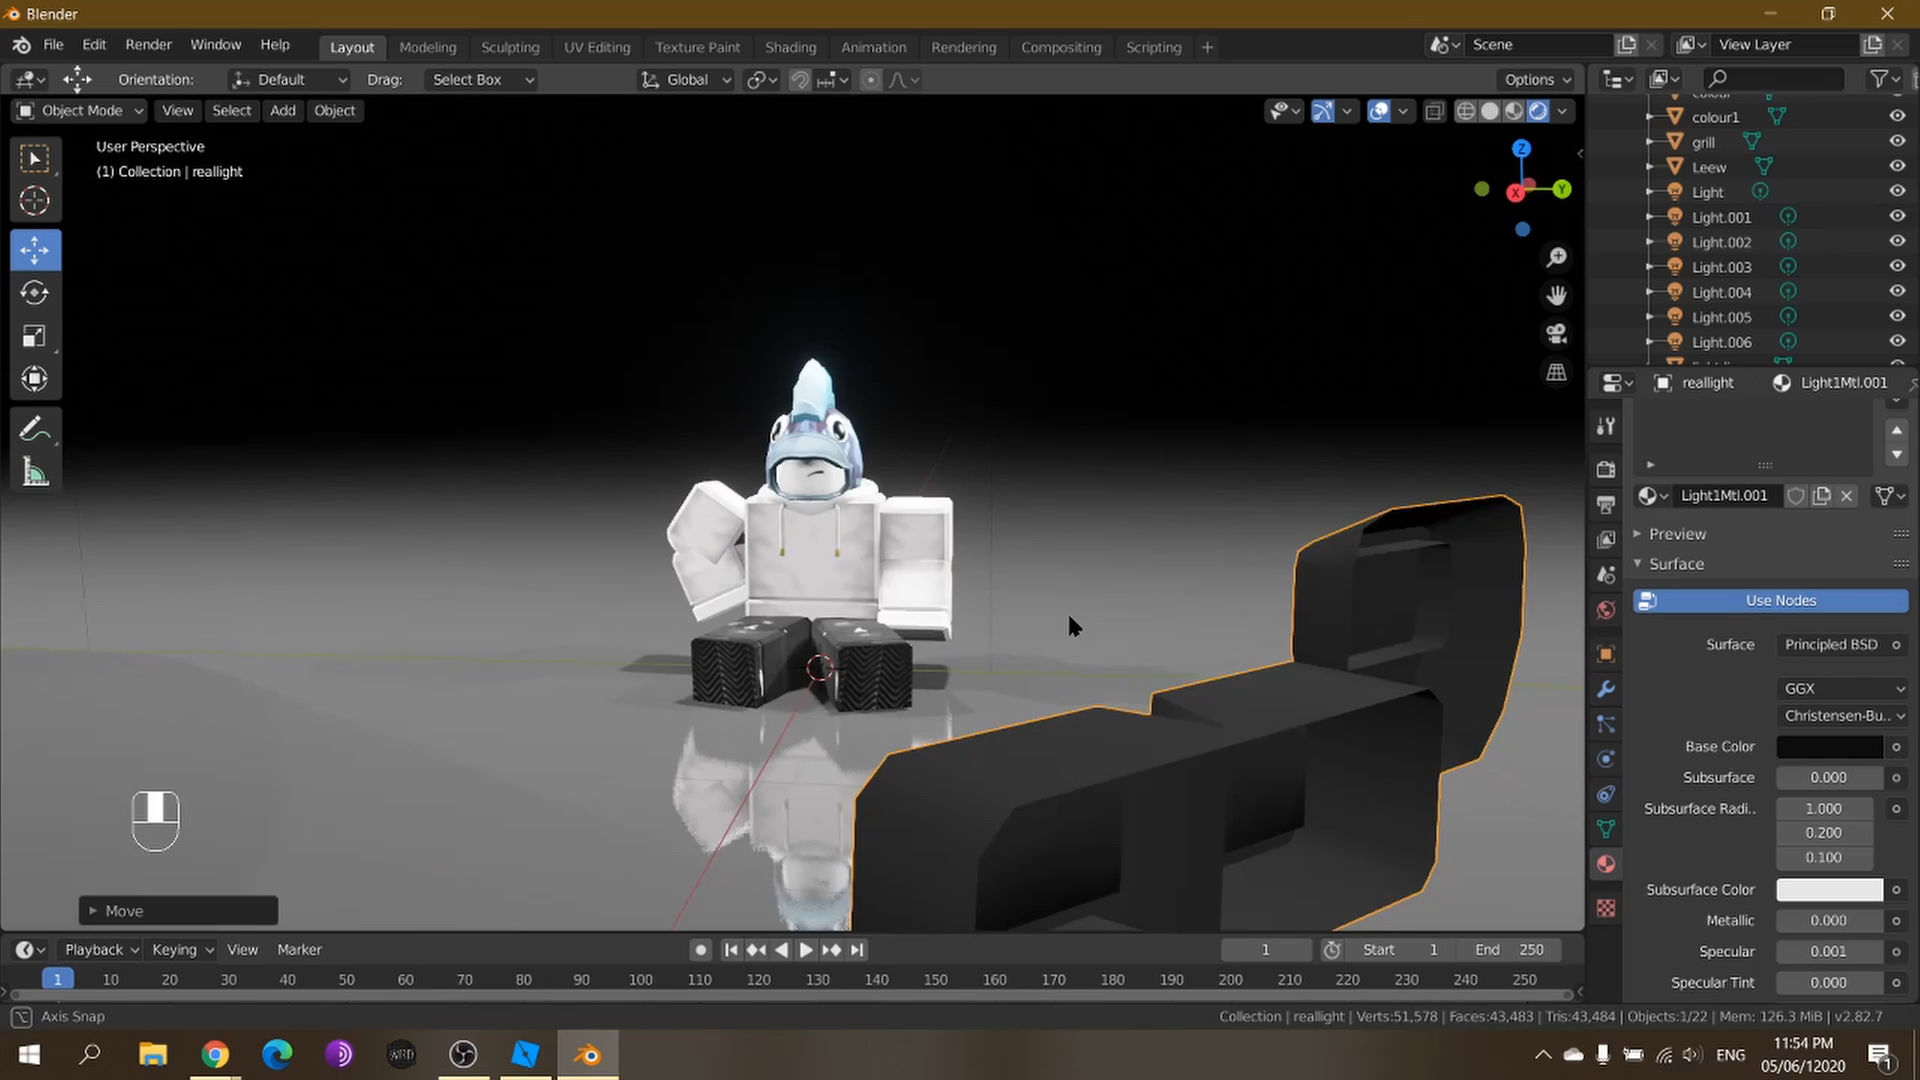 Blender
File Edit Render Window Help Layout Modeling Sculpting UV Editing Texture Paint Shading Animation Rendering Compositing Scripting + Scene View Layer
Orientation: Default Drag: Select Box Global Options
Object Mode View Select Add Object
User Perspective
(1) Collection | reallight
Z
Y
X
colour1
grill
Leew
Light
Light.001
Light.002
Light.003
Light.004
Light.005
Light.006
reallight Light1Mtl.001
Light1Mtl.001
Preview
Surface
Use Nodes
Surface Principled BSD
GGX
Christensen-Bu..
Base Color
Subsurface 0.000
Subsurface Radi.. 1.000
0.200
0.100
Subsurface Color
Metallic 0.000
Specular 0.001
Specular Tint 0.000
Move
Playback Keying View Marker 1 Start 1 End 250
1 10 20 30 40 50 60 70 80 90 100 110 120 130 140 150 160 170 180 190 200 210 220 230 240 250
Axis Snap Collection | reallight | Verts:51,578 | Faces:43,483 | Tris:43,484 | Objects:1/22 | Mem: 126.3 MiB | v2.82.7
ENG 11:54 PM
05/06/2020
1